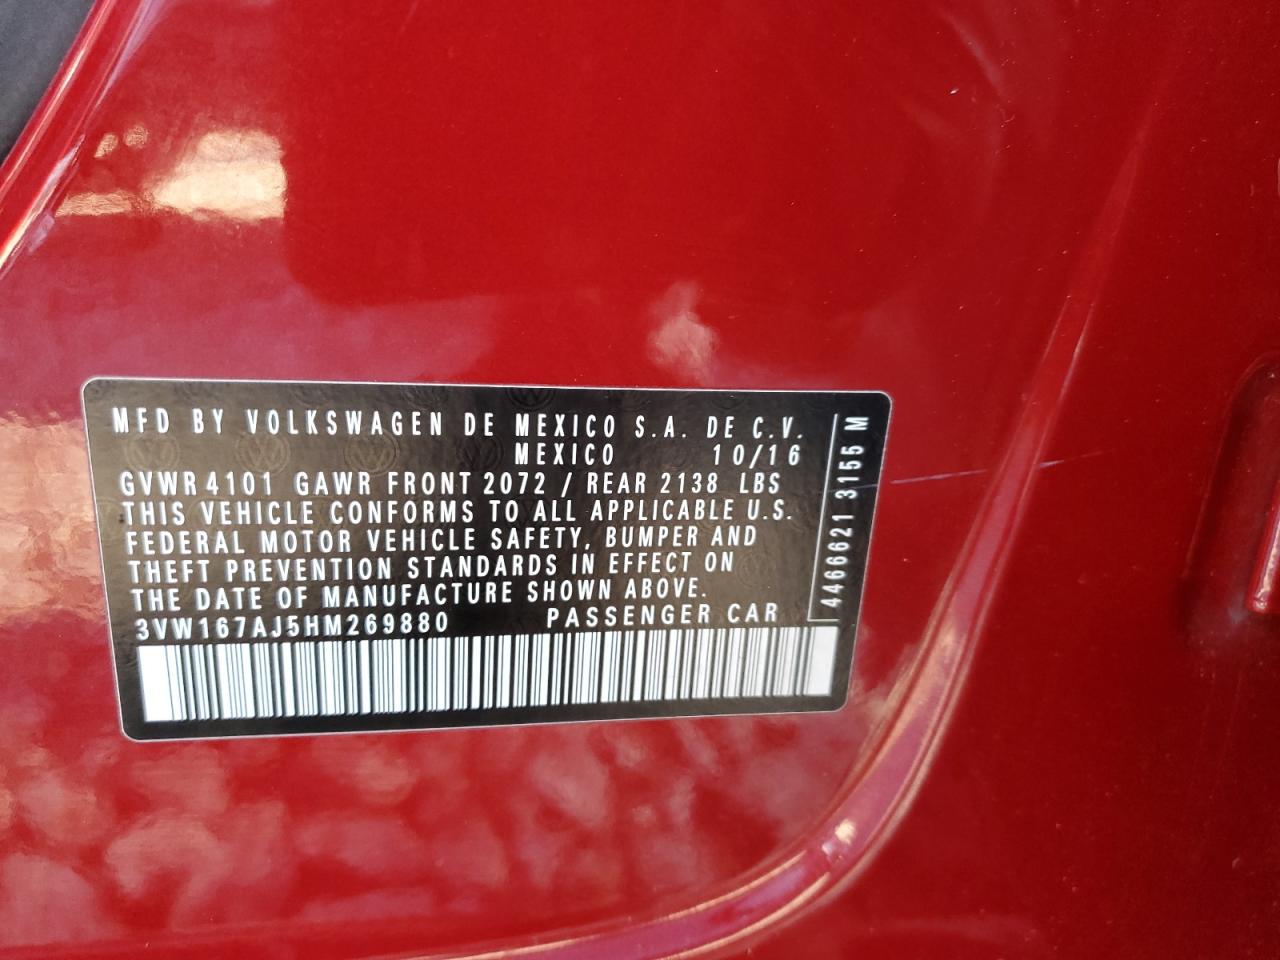 MFD BY VOLKSWAGEN DE MEXICO S.A. DE C.V.
MEXICO 10/16
GVWR 4101 GAWR FRONT 2072 / REAR 2138 LBS
THIS VEHICLE CONFORMS TO ALL APPLICABLE U.S.
FEDERAL MOTOR VEHICLE SAFETY, BUMPER AND
THEFT PREVENTION STANDARDS IN EFFECT ON
THE DATE OF MANUFACTURE SHOWN ABOVE.
3VW167AJ5HM269880 PASSENGER CAR
4466621 3155 M